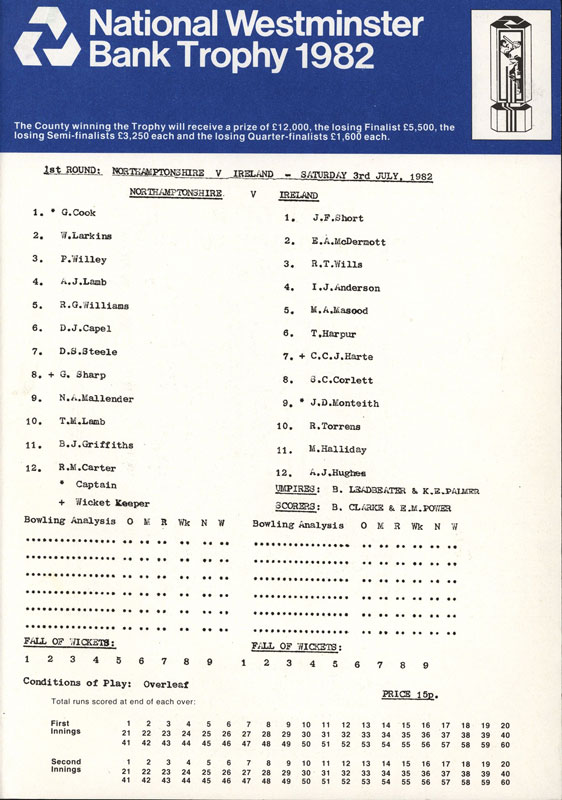 National Westminster
Bank Trophy 1982
The County winning the Trophy will receive a prize of £12,000, the losing Finalist £5,500, the
losing Semi-finalists £3,250 each and the losing Quarter-finalists £1,600 each.
1st ROUND: NORTHAMPTONSHIRE V IRELAND - SATURDAY 3rd JULY, 1982
NORTHAMPTONSHIRE V IRELAND
1. * G.Cook
2. W.Larkins
3. P.Willey
4. A.J.Lamb
5. R.G.Williams
6. D.J.Capel
7. D.S.Steele
8. + G. Sharp
9. N.A.Mallender
10. T.M.Lamb
11. B.J.Griffiths
12. R.M.Carter
* Captain
+ Wicket Keeper
1. J.F.Short
2. E.A.McDermott
3. R.T.Wills
4. I.J.Anderson
5. M.A.Masood
6. T.Harpur
7. + C.C.J.Harte
8. S.C.Corlett
9. * J.D.Monteith
10. R.Torrens
11. M.Halliday
12. A.J.Hughes
UMPIRES: B. LEADBEATER & K.E.PALMER
SCORERS: B. CLARKE & E.M.POWER
Bowling Analysis O M R Wk N W
Bowling Analysis O M R Wk N W
FALL OF WICKETS: FALL OF WICKETS:
1 2 3 4 5 6 7 8 9 1 2 3 4 5 6 7 8 9
Conditions of Play: Overleaf
PRICE 15p.
Total runs scored at end of each over:
First Innings 1 2 3 4 5 6 7 8 9 10 11 12 13 14 15 16 17 18 19 20
21 22 23 24 25 26 27 28 29 30 31 32 33 34 35 36 37 38 39 40
41 42 43 44 45 46 47 48 49 50 51 52 53 54 55 56 57 58 59 60
Second Innings 1 2 3 4 5 6 7 8 9 10 11 12 13 14 15 16 17 18 19 20
21 22 23 24 25 26 27 28 29 30 31 32 33 34 35 36 37 38 39 40
41 42 43 44 45 46 47 48 49 50 51 52 53 54 55 56 57 58 59 60